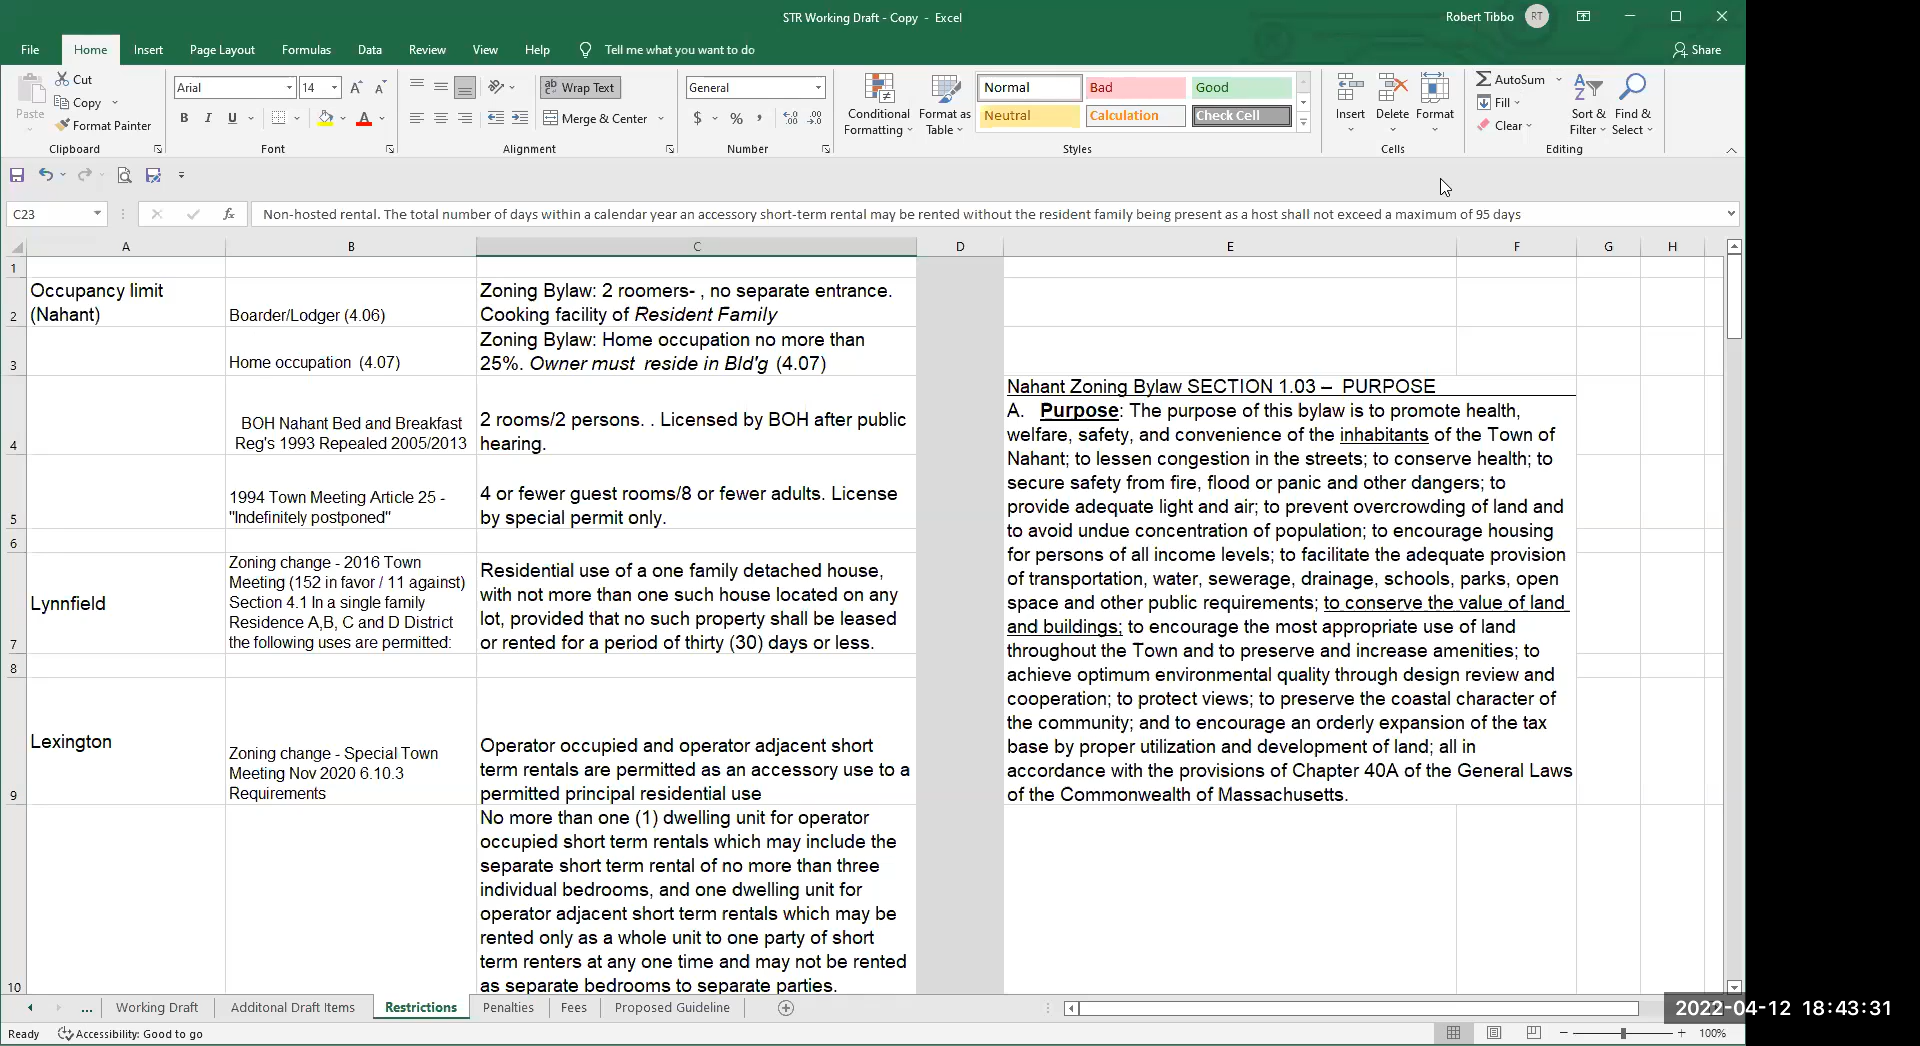 STR Working Draft - Copy - Excel
Robert Tibbo
RT
File
Home
Insert
Page Layout
Formulas
Data
Review
View
Help
Tell me what you want to do
Share
Paste
Cut
Copy
Format Painter
Clipboard
Arial
14
B
I
U
Font
Wrap Text
Merge & Center
Alignment
General
$ % ,
Number
Conditional
Formatting
Format as
Table
Normal
Bad
Good
Neutral
Calculation
Check Cell
Styles
Insert
Delete
Format
Cells
AutoSum
Fill
Clear
Sort &
Filter
Find &
Select
Editing
C23
fx
Non-hosted rental. The total number of days within a calendar year an accessory short-term rental may be rented without the resident family being present as a host shall not exceed a maximum of 95 days
A B C D E F G H
1
2
Occupancy limit
(Nahant)
Boarder/Lodger (4.06)
Zoning Bylaw: 2 roomers- , no separate entrance.
Cooking facility of Resident Family
3
Home occupation (4.07)
Zoning Bylaw: Home occupation no more than
25%. Owner must reside in Bld'g (4.07)
4
BOH Nahant Bed and Breakfast
Reg's 1993 Repealed 2005/2013
2 rooms/2 persons. . Licensed by BOH after public
hearing.
5
1994 Town Meeting Article 25 -
"Indefinitely postponed"
4 or fewer guest rooms/8 or fewer adults. License
by special permit only.
6
7
Lynnfield
Zoning change - 2016 Town
Meeting (152 in favor / 11 against)
Section 4.1 In a single family
Residence A,B, C and D District
the following uses are permitted:
Residential use of a one family detached house,
with not more than one such house located on any
lot, provided that no such property shall be leased
or rented for a period of thirty (30) days or less.
8
9
Lexington
Zoning change - Special Town
Meeting Nov 2020 6.10.3
Requirements
Operator occupied and operator adjacent short
term rentals are permitted as an accessory use to a
permitted principal residential use
10
No more than one (1) dwelling unit for operator
occupied short term rentals which may include the
separate short term rental of no more than three
individual bedrooms, and one dwelling unit for
operator adjacent short term rentals which may be
rented only as a whole unit to one party of short
term renters at any one time and may not be rented
as separate bedrooms to separate parties.
Nahant Zoning Bylaw SECTION 1.03 – PURPOSE
A. Purpose: The purpose of this bylaw is to promote health,
welfare, safety, and convenience of the inhabitants of the Town of
Nahant; to lessen congestion in the streets; to conserve health; to
secure safety from fire, flood or panic and other dangers; to
provide adequate light and air; to prevent overcrowding of land and
to avoid undue concentration of population; to encourage housing
for persons of all income levels; to facilitate the adequate provision
of transportation, water, sewerage, drainage, schools, parks, open
space and other public requirements; to conserve the value of land
and buildings; to encourage the most appropriate use of land
throughout the Town and to preserve and increase amenities; to
achieve optimum environmental quality through design review and
cooperation; to protect views; to preserve the coastal character of
the community; and to encourage an orderly expansion of the tax
base by proper utilization and development of land; all in
accordance with the provisions of Chapter 40A of the General Laws
of the Commonwealth of Massachusetts.
...
Working Draft
Additonal Draft Items
Restrictions
Penalties
Fees
Proposed Guideline
2022-04-12 18:43:31
Ready
Accessibility: Good to go
100%